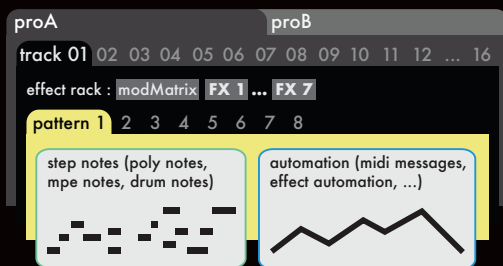 proA proB
track 01 02 03 04 05 06 07 08 09 10 11 12 ... 16
effect rack : modMatrix FX 1 ... FX 7
pattern 1 2 3 4 5 6 7 8
step notes (poly notes,
mpe notes, drum notes)
automation (midi messages,
effect automation, ...)